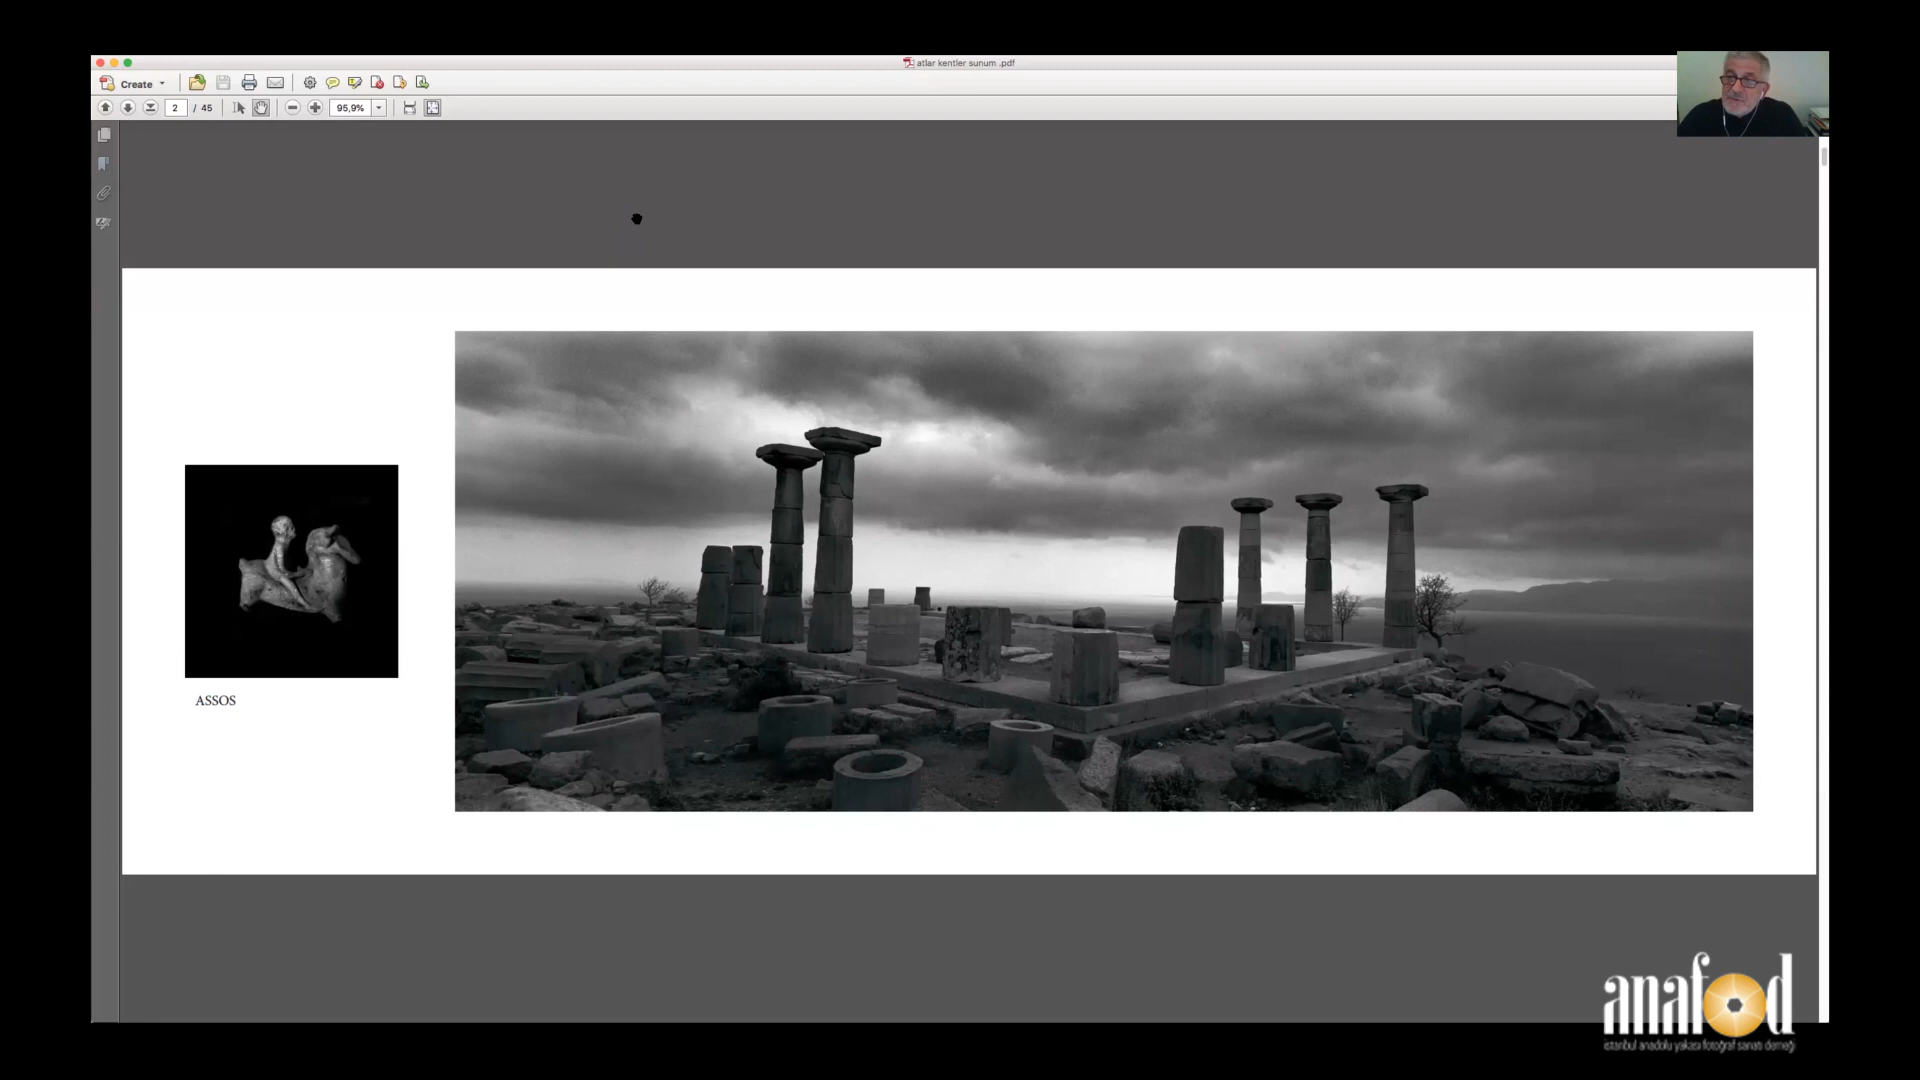 atlar kentler sunum .pdf
Create
2 / 45
95,9%
ASSOS
anafod
istanbul anadolu yakası fotoğraf sanatı derneği